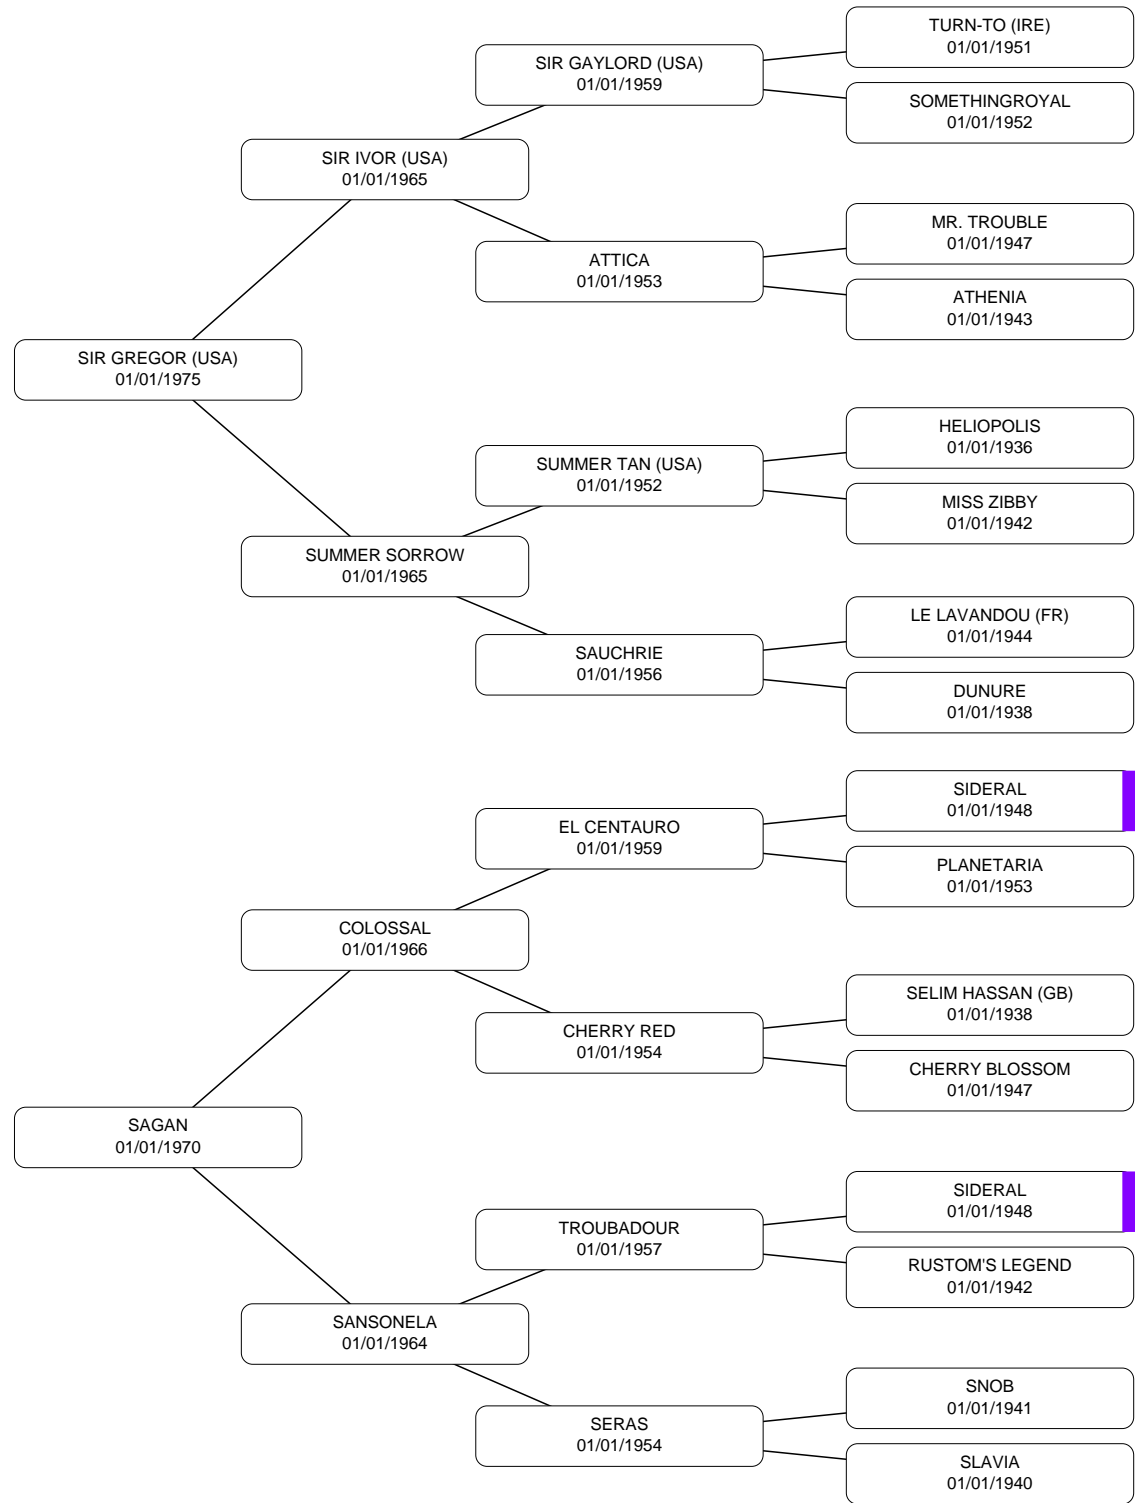 TURN-TO (IRE)
01/01/1951
SIR GAYLORD (USA)
01/01/1959
SOMETHINGROYAL
01/01/1952
SIR IVOR (USA)
01/01/1965
MR. TROUBLE
01/01/1947
ATTICA
01/01/1953
ATHENIA
01/01/1943
SIR GREGOR (USA)
01/01/1975
HELIOPOLIS
01/01/1936
SUMMER TAN (USA)
01/01/1952
MISS ZIBBY
01/01/1942
SUMMER SORROW
01/01/1965
LE LAVANDOU (FR)
01/01/1944
SAUCHRIE
01/01/1956
DUNURE
01/01/1938
SIDERAL
01/01/1948
EL CENTAURO
01/01/1959
PLANETARIA
01/01/1953
COLOSSAL
01/01/1966
SELIM HASSAN (GB)
01/01/1938
CHERRY RED
01/01/1954
CHERRY BLOSSOM
01/01/1947
SAGAN
01/01/1970
SIDERAL
01/01/1948
TROUBADOUR
01/01/1957
RUSTOM'S LEGEND
01/01/1942
SANSONELA
01/01/1964
SNOB
01/01/1941
SERAS
01/01/1954
SLAVIA
01/01/1940